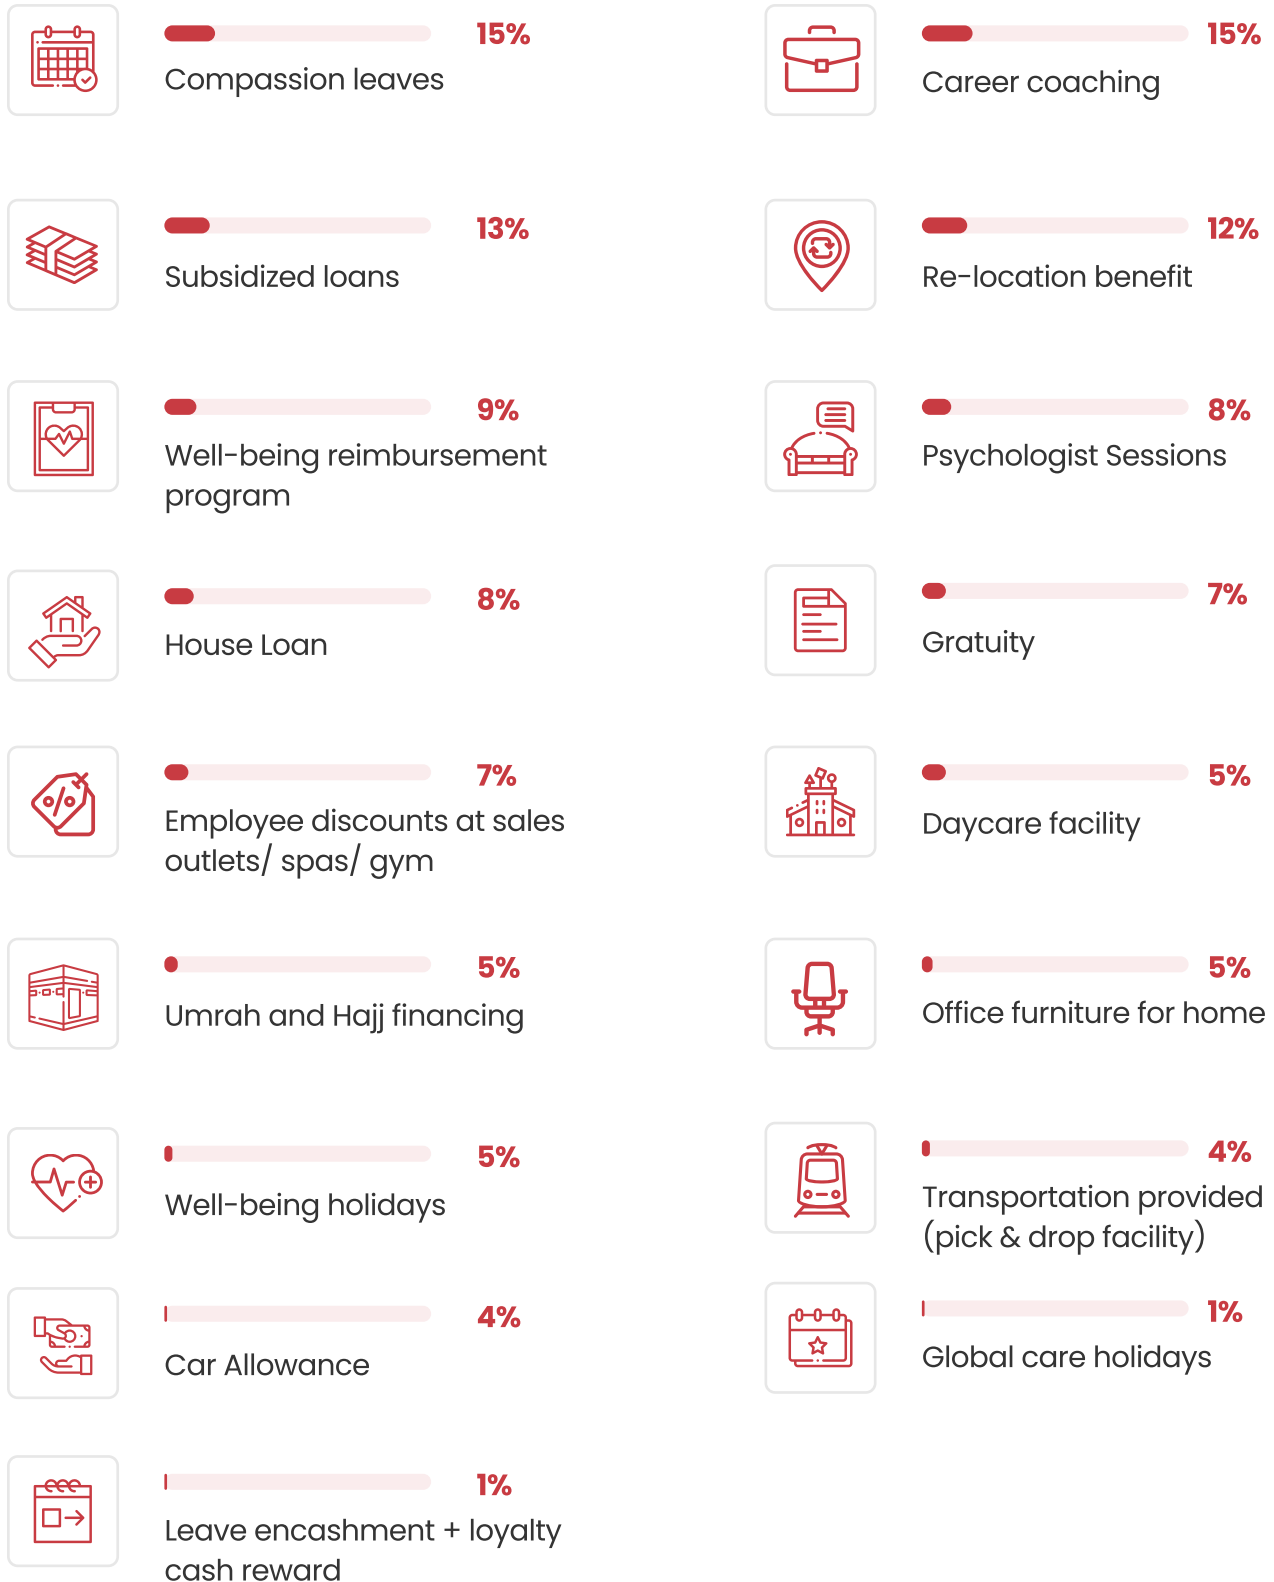 15%
Compassion leaves
15%
Career coaching
13%
Subsidized loans
12%
Re-location benefit
9%
Well-being reimbursement
program
8%
Psychologist Sessions
8%
House Loan
7%
Gratuity
7%
Employee discounts at sales
outlets/ spas/ gym
5%
Daycare facility
5%
Umrah and Hajj financing
5%
Office furniture for home
5%
Well-being holidays
4%
Transportation provided
(pick & drop facility)
4%
Car Allowance
1%
Global care holidays
1%
Leave encashment + loyalty
cash reward